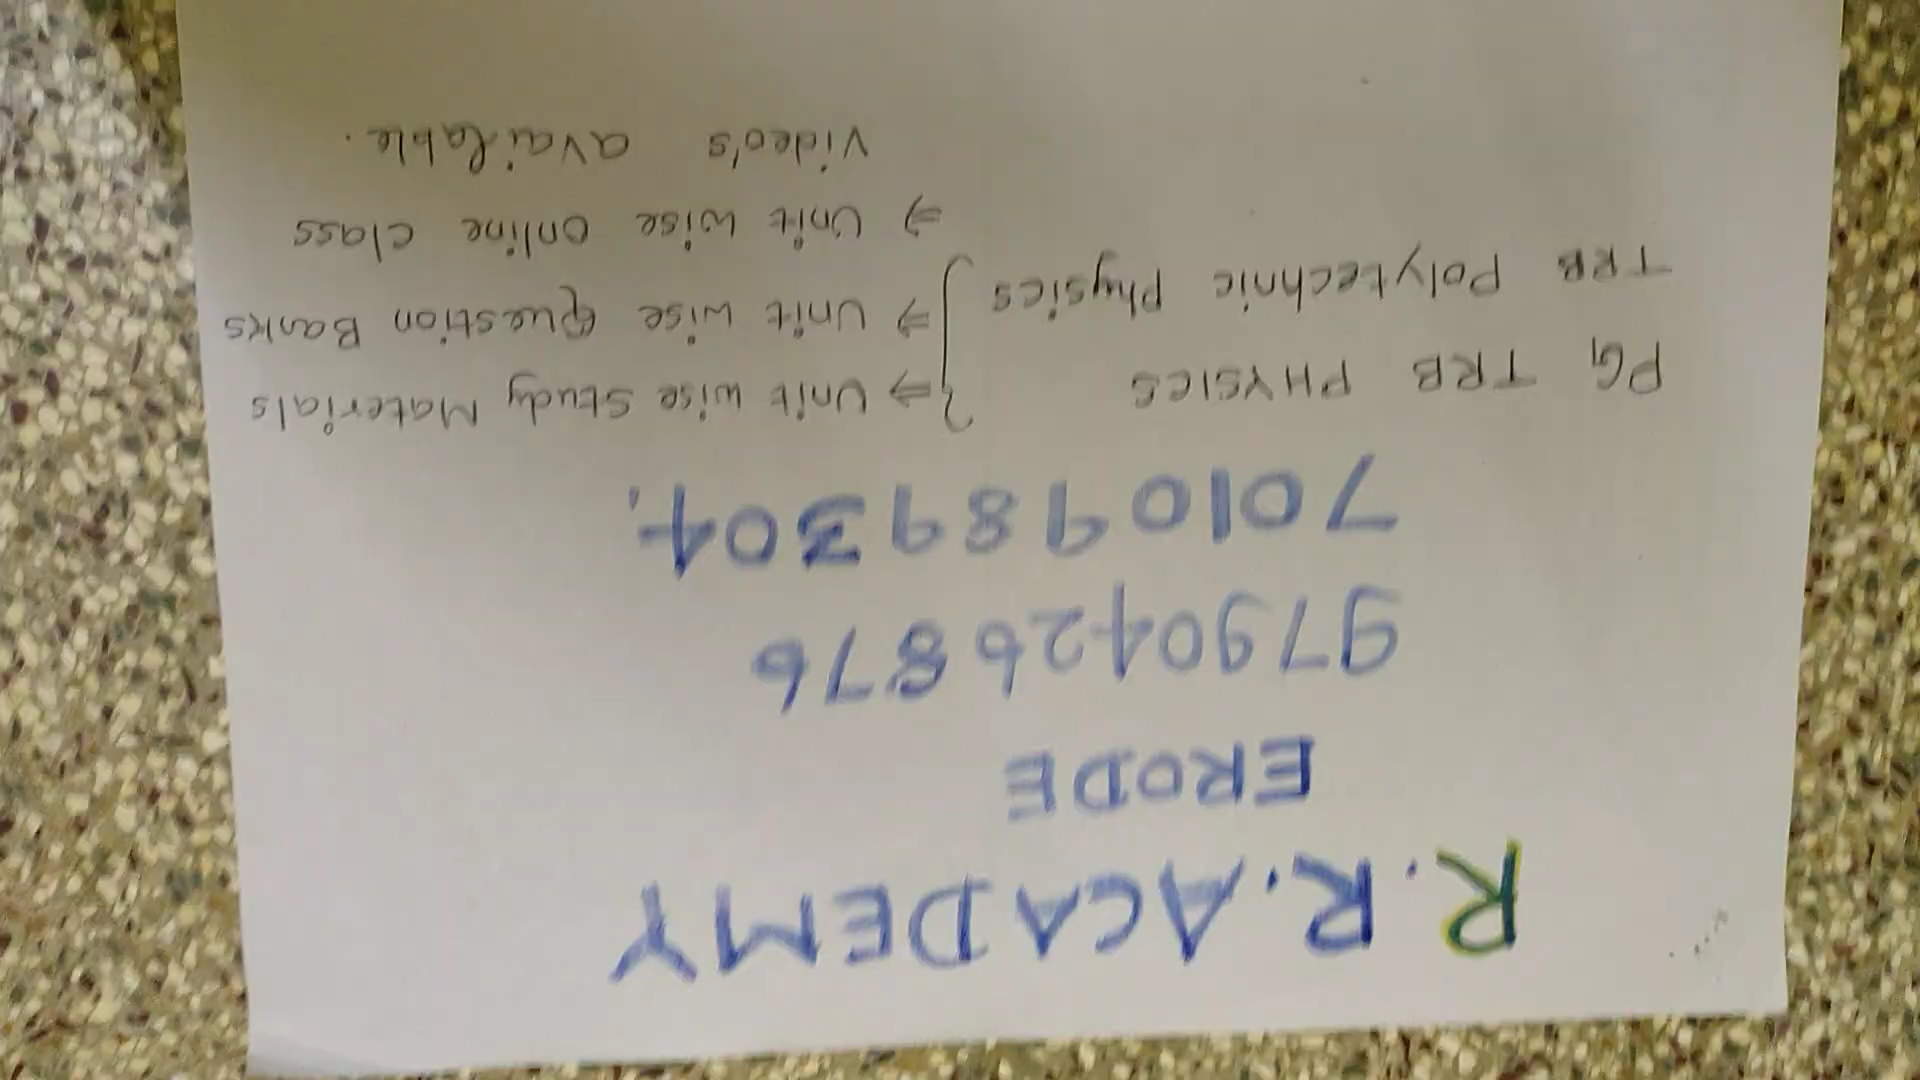 R.R.ACADEMY
ERODE
9790426876
7010989304.
PG TRB PHYSICS
TRB Polytechnic Physics
⇒ Unit wise Study Materials
⇒ Unit wise Question Banks
⇒ Unit wise online class
Video's available.